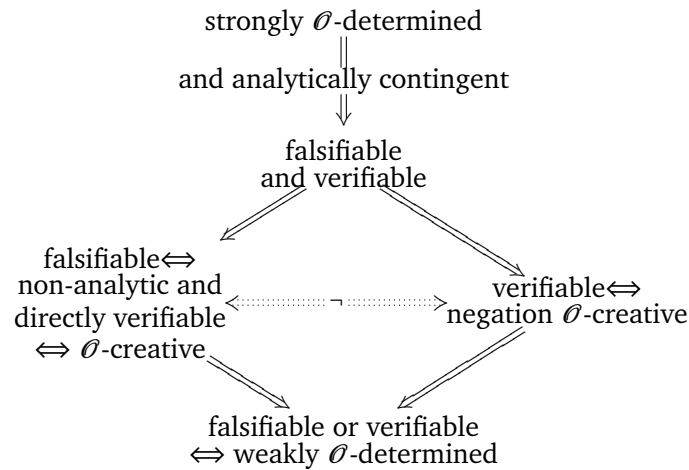 strongly 𝒪-determined
and analytically contingent
falsifiable
and verifiable
falsifiable⇔
non-analytic and
directly verifiable
⇔ 𝒪-creative
¬
verifiable⇔
negation 𝒪-creative
falsifiable or verifiable
⇔ weakly 𝒪-determined